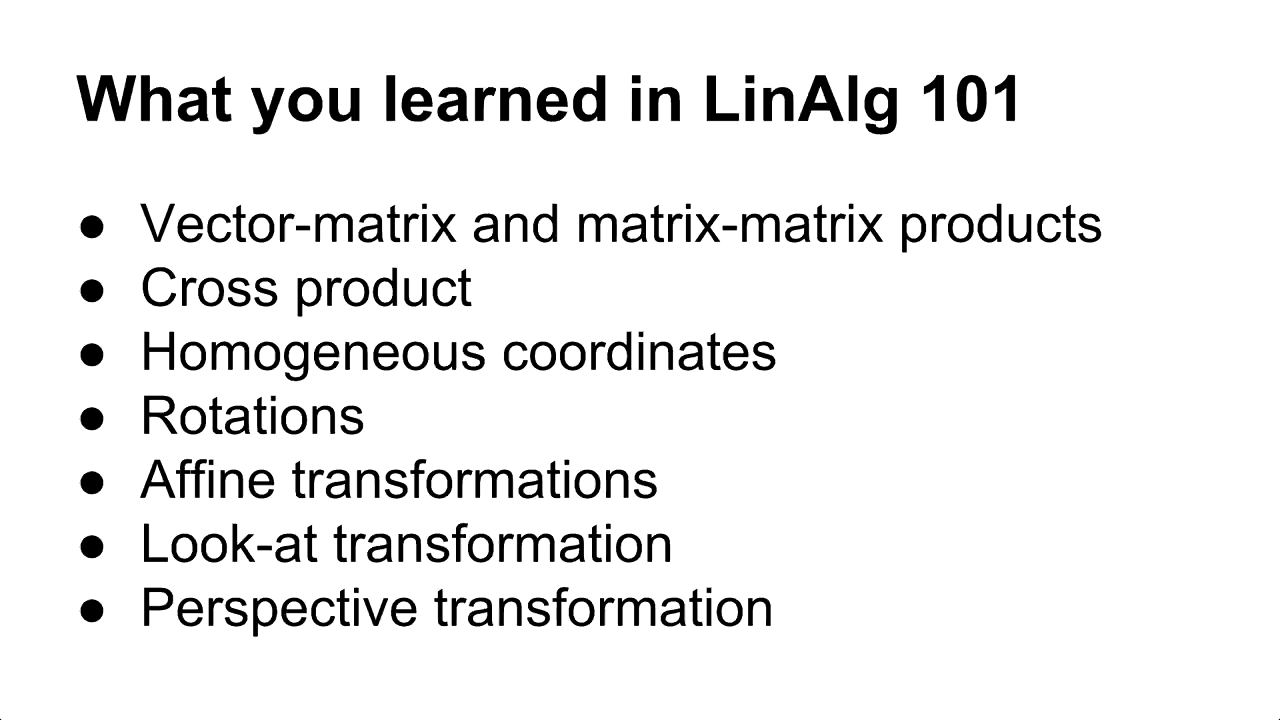 What you learned in LinAlg 101
● Vector-matrix and matrix-matrix products
● Cross product
● Homogeneous coordinates
● Rotations
● Affine transformations
● Look-at transformation
● Perspective transformation